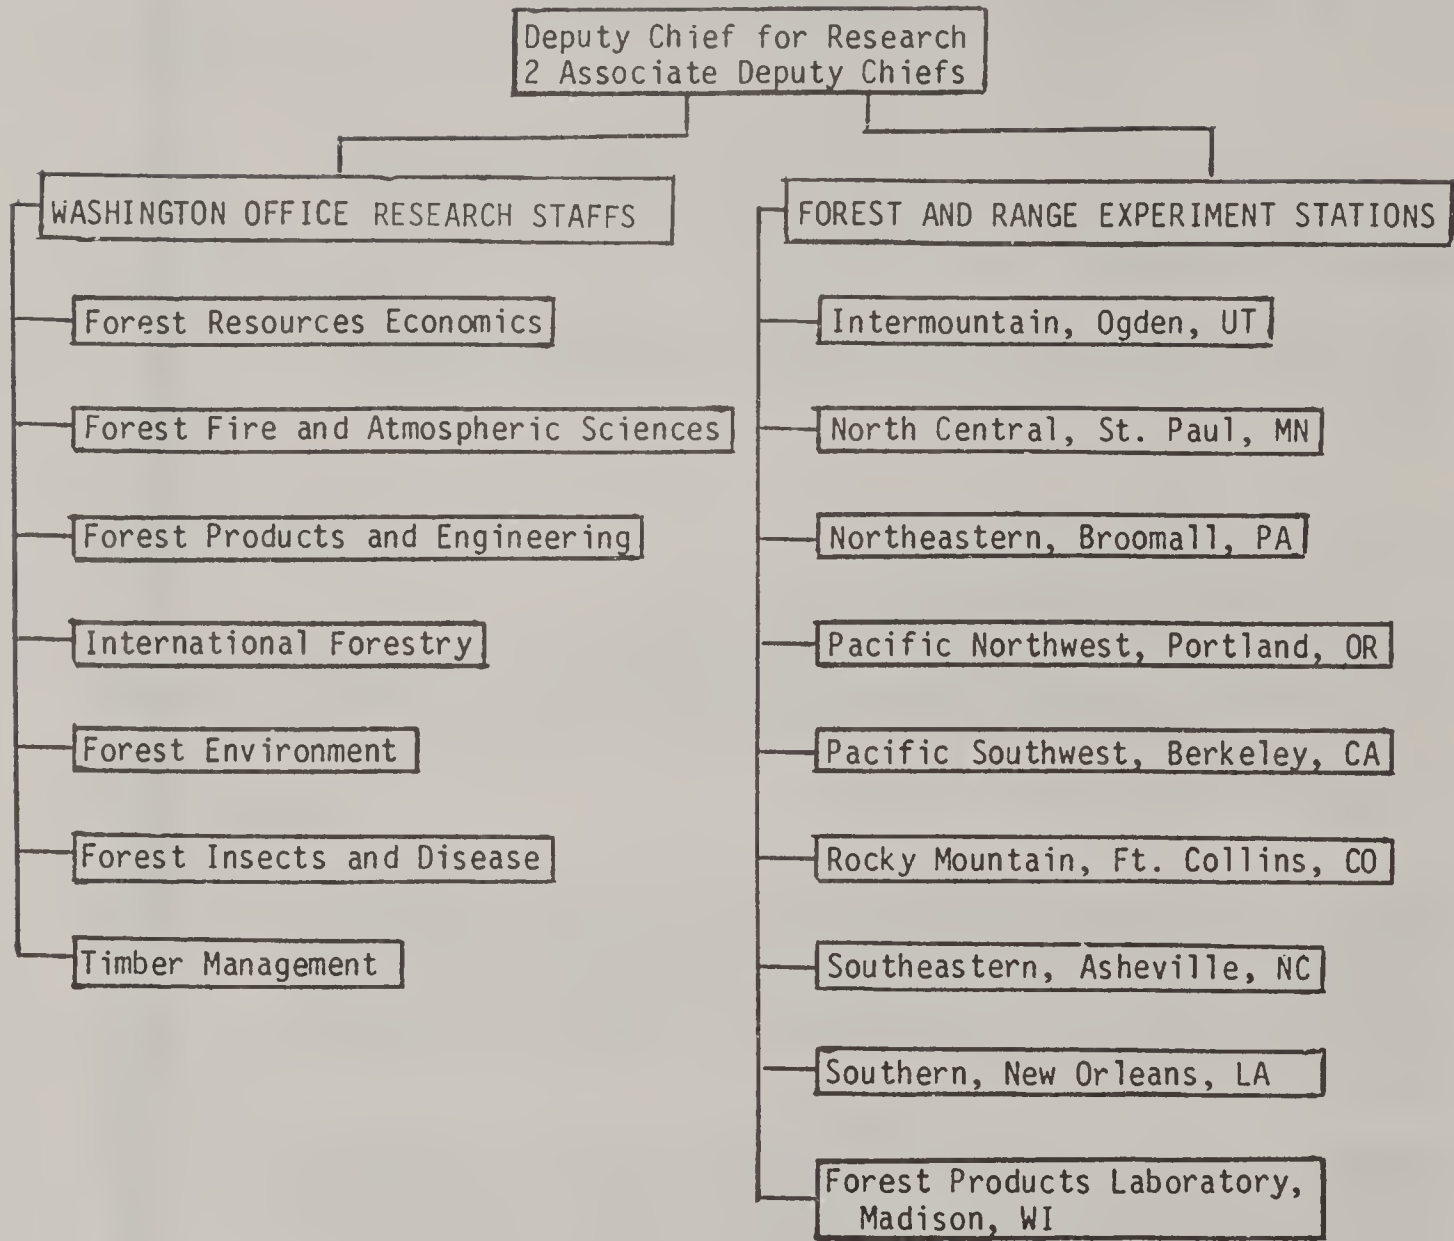 Deputy Chief for Research
2 Associate Deputy Chiefs
WASHINGTON OFFICE RESEARCH STAFFS
Forest Resources Economics
Forest Fire and Atmospheric Sciences
Forest Products and Engineering
International Forestry
Forest Environment
Forest Insects and Disease
Timber Management
FOREST AND RANGE EXPERIMENT STATIONS
Intermountain, Ogden, UT
North Central, St. Paul, MN
Northeastern, Broomall, PA
Pacific Northwest, Portland, OR
Pacific Southwest, Berkeley, CA
Rocky Mountain, Ft. Collins, CO
Southeastern, Asheville, NC
Southern, New Orleans, LA
Forest Products Laboratory,
Madison, WI